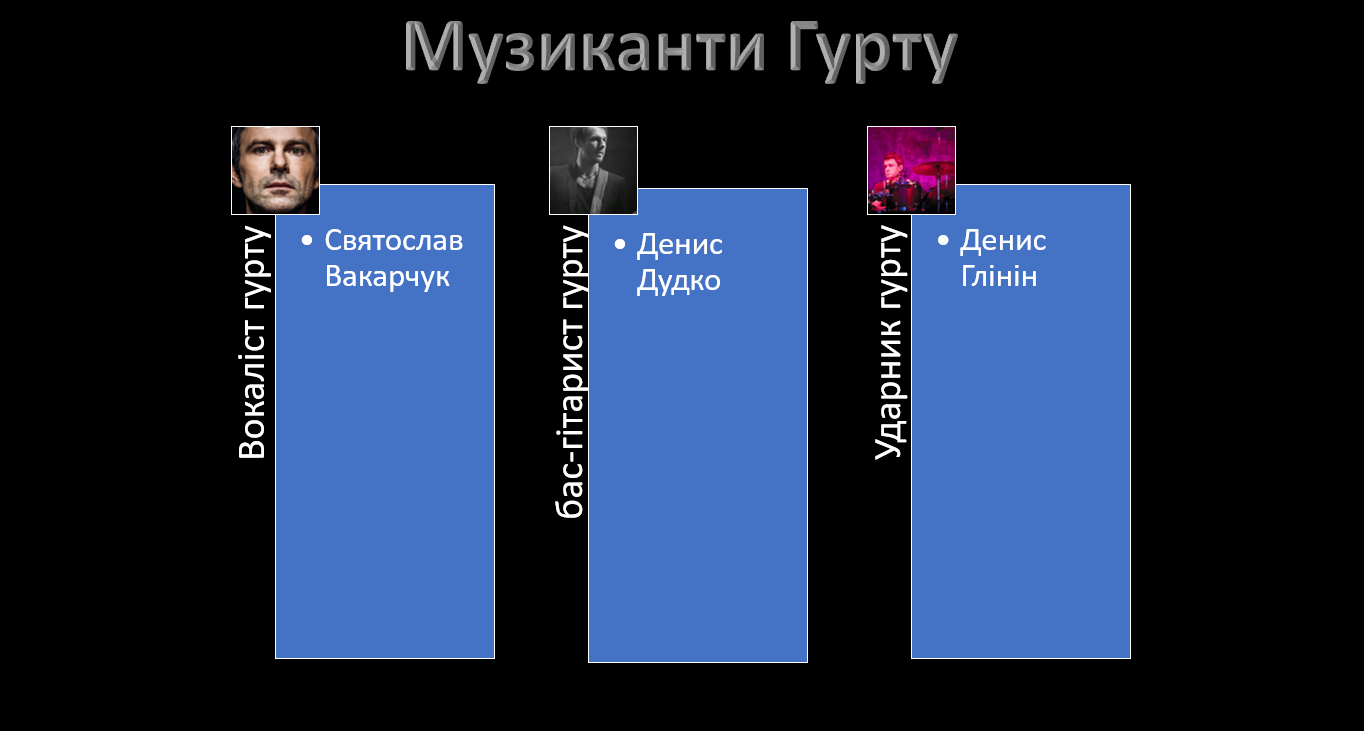 Музиканти Гурту
Вокаліст гурту
• Святослав
Вакарчук
бас-гітарист гурту
• Денис
Дудко
Ударник гурту
• Денис
Глінін